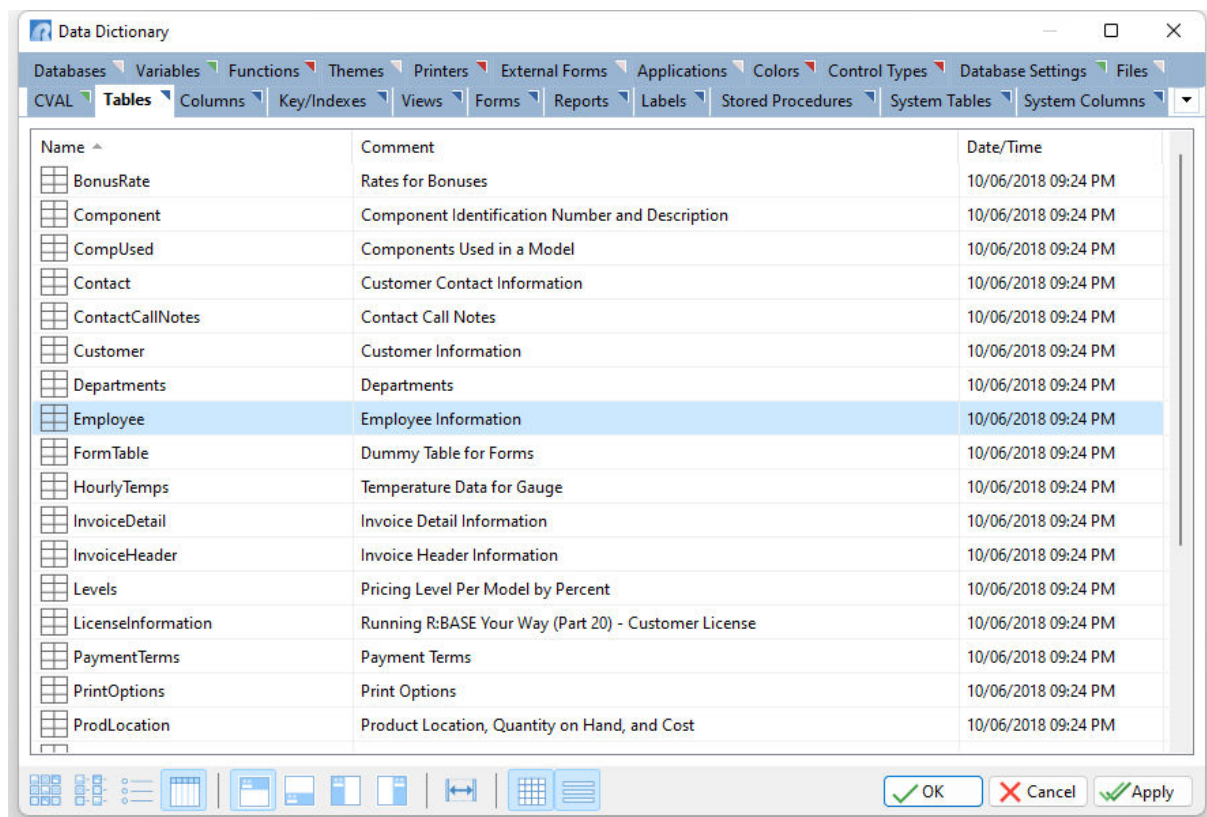 Data Dictionary
Databases Variables Functions Themes Printers External Forms Applications Colors Control Types Database Settings Files
CVAL Tables Columns Key/Indexes Views Forms Reports Labels Stored Procedures System Tables System Columns
Name Comment Date/Time
BonusRate Rates for Bonuses 10/06/2018 09:24 PM
Component Component Identification Number and Description 10/06/2018 09:24 PM
CompUsed Components Used in a Model 10/06/2018 09:24 PM
Contact Customer Contact Information 10/06/2018 09:24 PM
ContactCallNotes Contact Call Notes 10/06/2018 09:24 PM
Customer Customer Information 10/06/2018 09:24 PM
Departments Departments 10/06/2018 09:24 PM
Employee Employee Information 10/06/2018 09:24 PM
FormTable Dummy Table for Forms 10/06/2018 09:24 PM
HourlyTemps Temperature Data for Gauge 10/06/2018 09:24 PM
InvoiceDetail Invoice Detail Information 10/06/2018 09:24 PM
InvoiceHeader Invoice Header Information 10/06/2018 09:24 PM
Levels Pricing Level Per Model by Percent 10/06/2018 09:24 PM
LicenseInformation Running R:BASE Your Way (Part 20) - Customer License 10/06/2018 09:24 PM
PaymentTerms Payment Terms 10/06/2018 09:24 PM
PrintOptions Print Options 10/06/2018 09:24 PM
ProdLocation Product Location, Quantity on Hand, and Cost 10/06/2018 09:24 PM
OK Cancel Apply